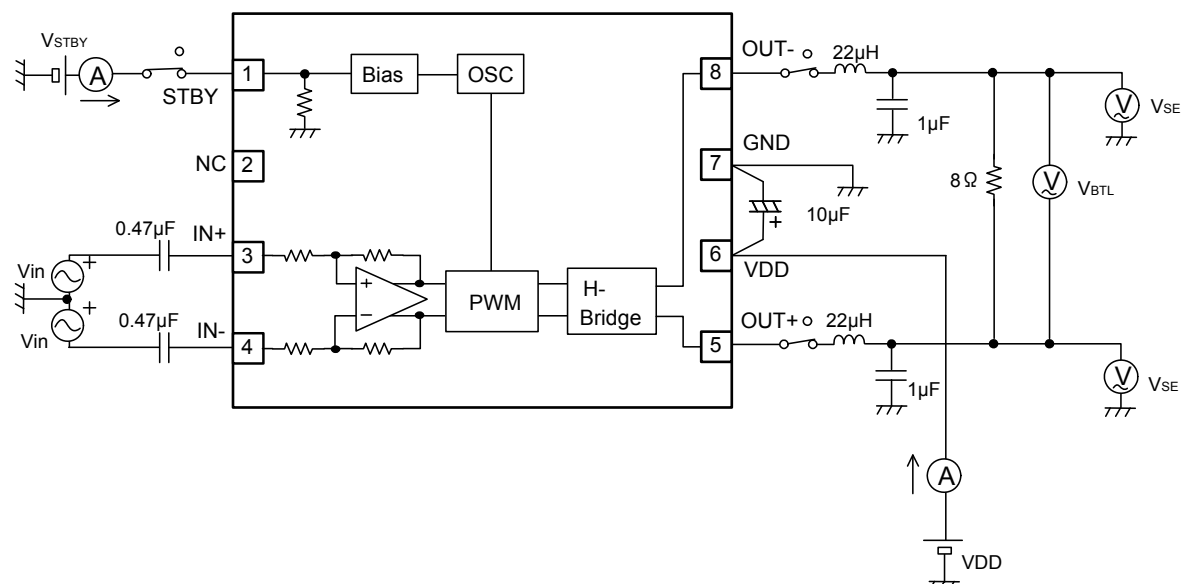 VSTBY
A
STBY
1
Bias
OSC
NC
2
0.47µF
IN+
3
Vin
+
+
Vin
0.47µF
IN-
4
+
−
PWM
H-
Bridge
OUT-
8
22µH
1µF
V
VSE
GND
7
8Ω
V
VBTL
10µF
+
6
VDD
OUT+
5
22µH
1µF
V
VSE
A
VDD